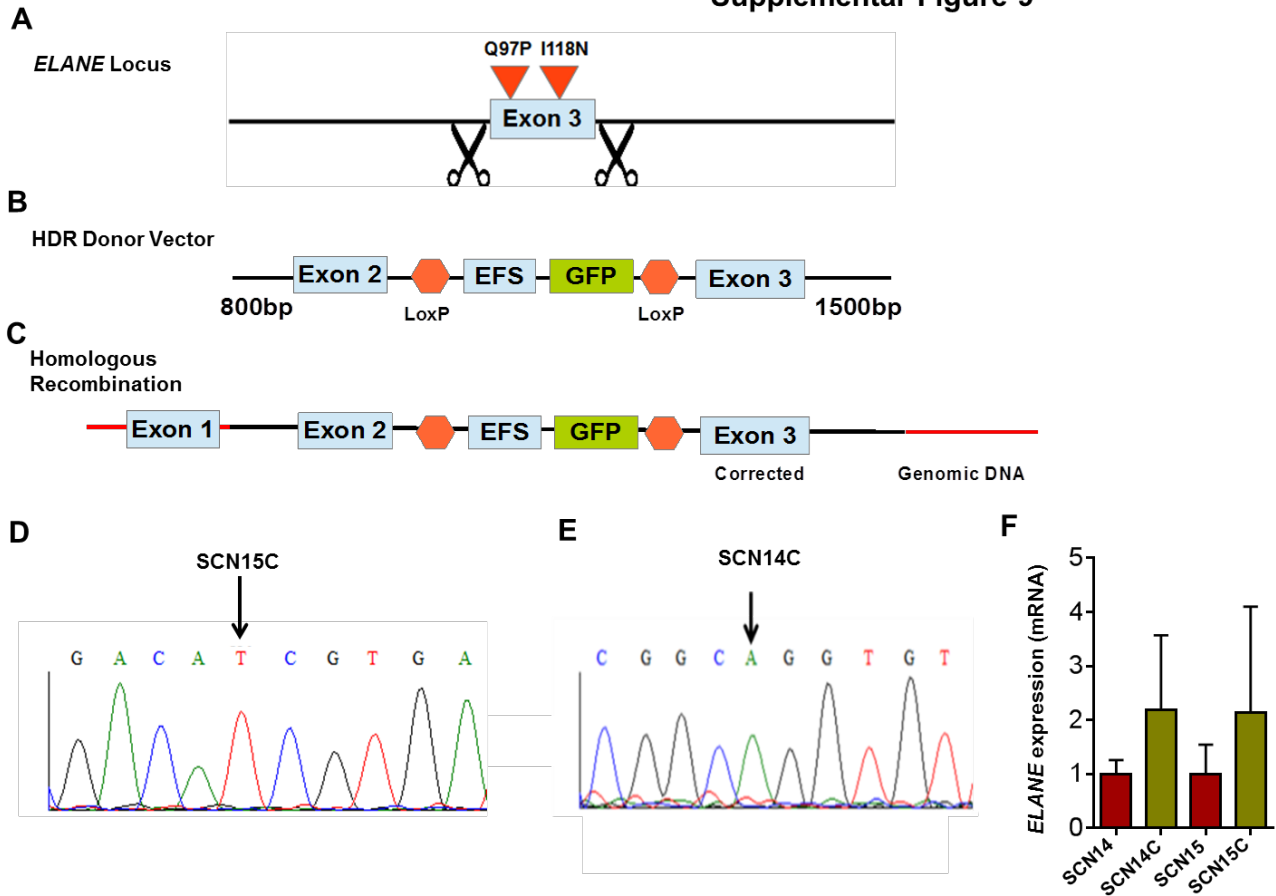 Supplemental Figure 9
A
ELANE Locus
Q97P I118N
Exon 3
B
HDR Donor Vector
Exon 2 EFS GFP Exon 3
800bp LoxP LoxP 1500bp
C
Homologous
Recombination
Exon 1 Exon 2 EFS GFP Exon 3
Corrected Genomic DNA
D
SCN15C
G A C A T C G T G A
E
SCN14C
C G G C A G G T G T
F
ELANE expression (mRNA)
5
4
3
2
1
0
SCN14 SCN14C SCN15 SCN15C